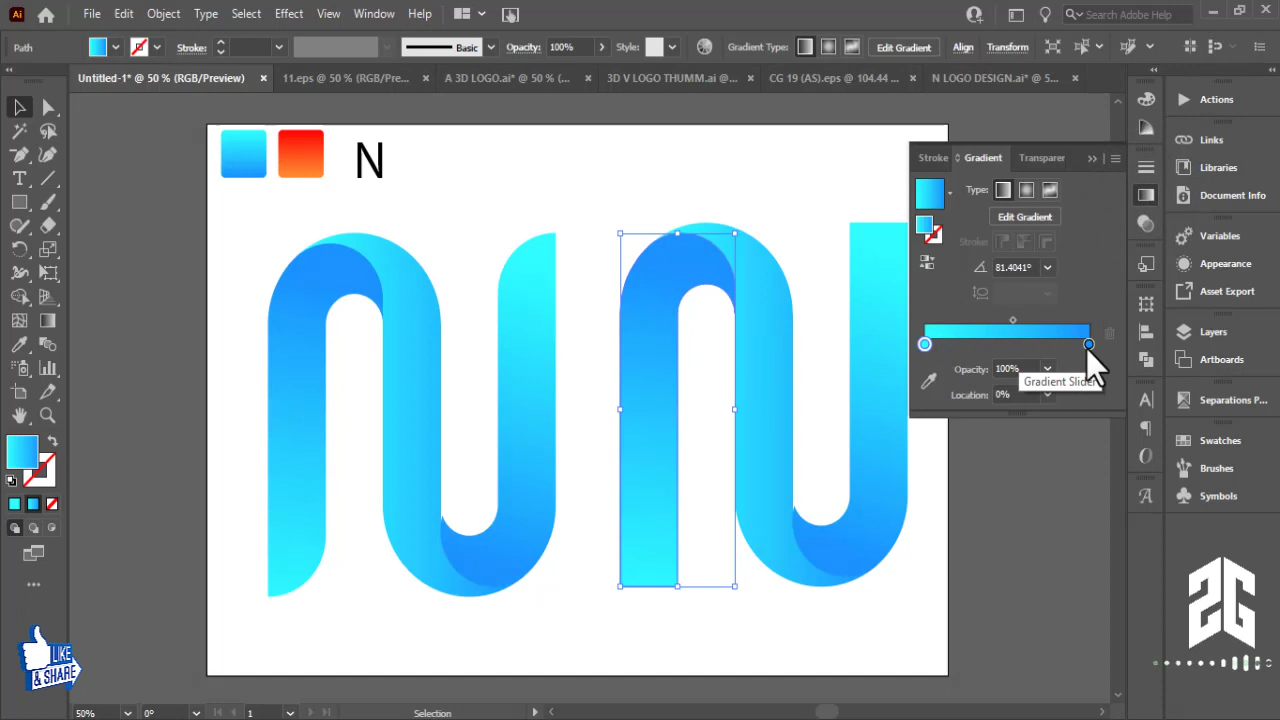 Ai File Edit Object Type Select Effect View Window Help Search Adobe Help
Path Stroke: Basic Opacity: 100% Style: Gradient Type: Edit Gradient Align Transform
Untitled-1* @ 50 % (RGB/Preview) 11.eps @ 50 % (RGB/Pre... A 3D LOGO.ai* @ 50 % (... 3D V LOGO THUMM.ai @... CG 19 (AS).eps @ 104.44 ... N LOGO DESIGN.ai* @ 5...
N
Stroke Gradient Transparer
Type:
Edit Gradient
Stroke:
81.4041°
Opacity: 100%
Gradient Slider
Location: 0%
Actions
Links
Libraries
Document Info
Variables
Appearance
Asset Export
Layers
Artboards
Separations P...
Swatches
Brushes
Symbols
LIKE
& SHARE
SG
50% 0° 1 Selection